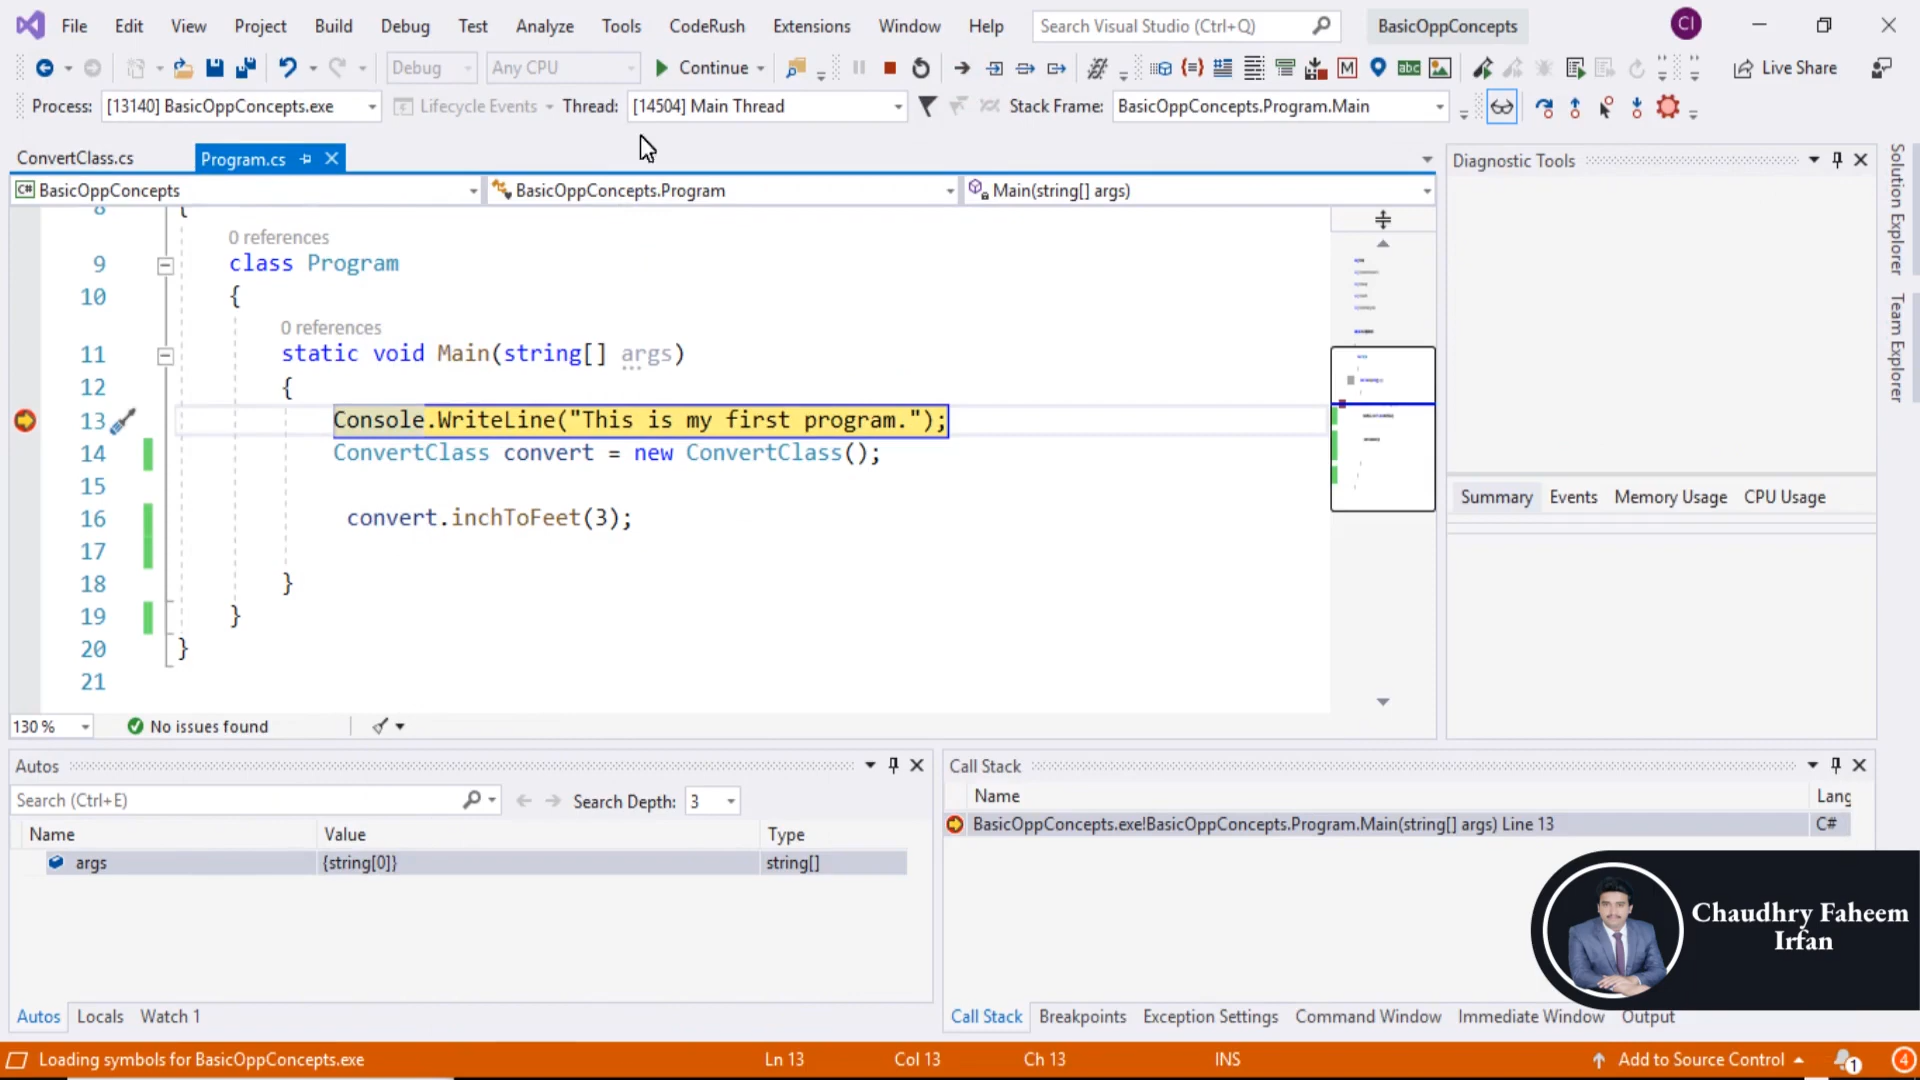 File Edit View Project Build Debug Test Analyze Tools CodeRush Extensions Window Help Search Visual Studio (Ctrl+Q) BasicOppConcepts CI
Debug Any CPU Continue Live Share
Process: [13140] BasicOppConcepts.exe Lifecycle Events Thread: [14504] Main Thread Stack Frame: BasicOppConcepts.Program.Main
ConvertClass.cs Program.cs
C# BasicOppConcepts BasicOppConcepts.Program Main(string[] args)
8 {
0 references
9 class Program
10 {
0 references
11 static void Main(string[] args)
12 {
13 Console.WriteLine("This is my first program.");
14 ConvertClass convert = new ConvertClass();
15
16 convert.inchToFeet(3);
17
18 }
19 }
20 }
21
130 % No issues found
Diagnostic Tools
Summary Events Memory Usage CPU Usage
Solution Explorer
Team Explorer
Autos
Search (Ctrl+E) Search Depth: 3
Name Value Type
args {string[0]} string[]
Autos Locals Watch 1
Call Stack
Name Lang
BasicOppConcepts.exe!BasicOppConcepts.Program.Main(string[] args) Line 13 C#
Chaudhry Faheem
Irfan
Call Stack Breakpoints Exception Settings Command Window Immediate Window Output
Loading symbols for BasicOppConcepts.exe Ln 13 Col 13 Ch 13 INS Add to Source Control 1 4